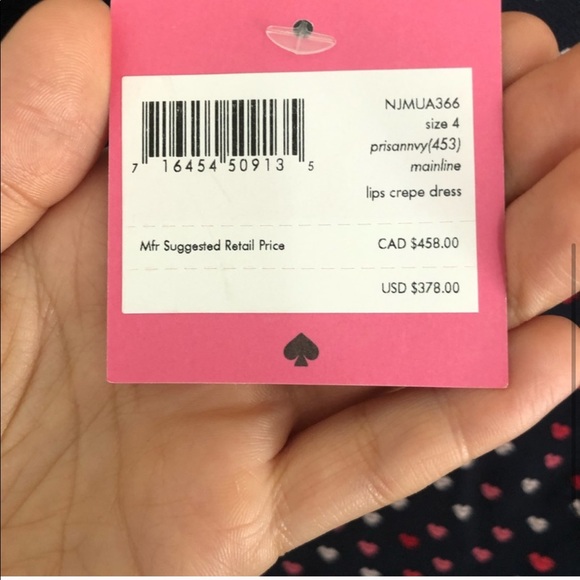 NJMUA366
size 4
prisannvy(453)
mainline
lips crepe dress
7 16454 50913 5
Mfr Suggested Retail Price CAD $458.00
USD $378.00